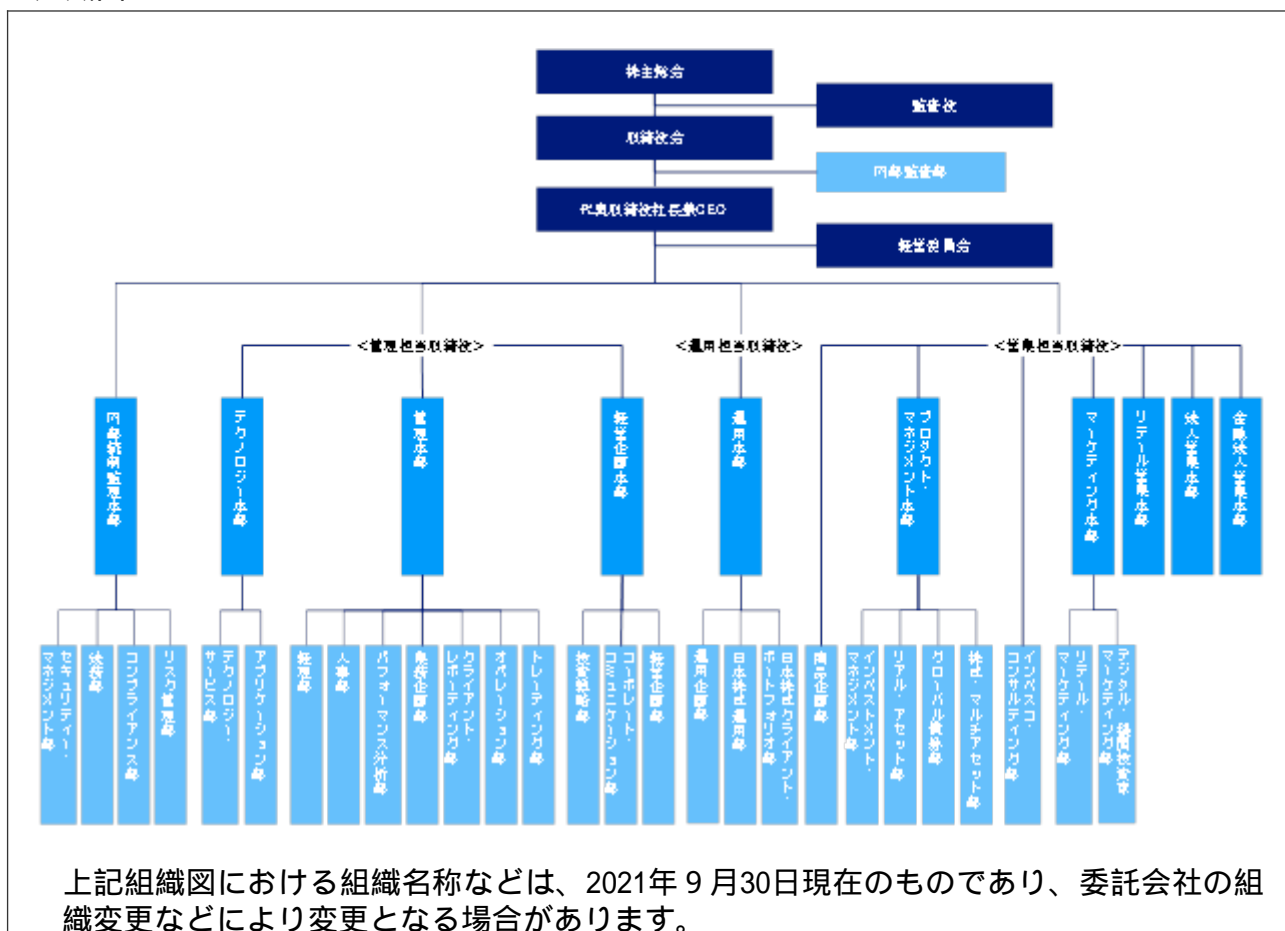 株主総会
監査役
取締役会
内部監査部
代表取締役社長兼CEO
経営委員会
<管理担当取締役>
<運用担当取締役>
<営業担当取締役>
内部統制管理本部
テクノロジー本部
管理本部
経営企画本部
運用本部
プロダクト・
マネジメント本部
マーケティング本部
リテール営業本部
法人営業本部
金融法人営業本部
セキュリティー・
マネジメント部
法務部
コンプライアンス部
リスク管理部
テクノロジー・
サービス部
アプリケーション部
経理部
人事部
パフォーマンス分析部
業務企画部
クライアント・
レポーティング部
オペレーション部
トレーディング部
投資戦略部
コーポレート・
コミュニケーション部
経営企画部
運用企画部
日本株式運用部
日本株式クライアント・
ポートフォリオ部
商品企画部
インベストメント・
マネジメント部
リアル・アセット部
グローバル債券部
株式・マルチアセット部
インベスコ・
コンサルティング部
リテール・
マーケティング部
デジタル・機関投資家
マーケティング部
上記組織図における組織名称などは、2021年9月30日現在のものであり、委託会社の組
織変更などにより変更となる場合があります。